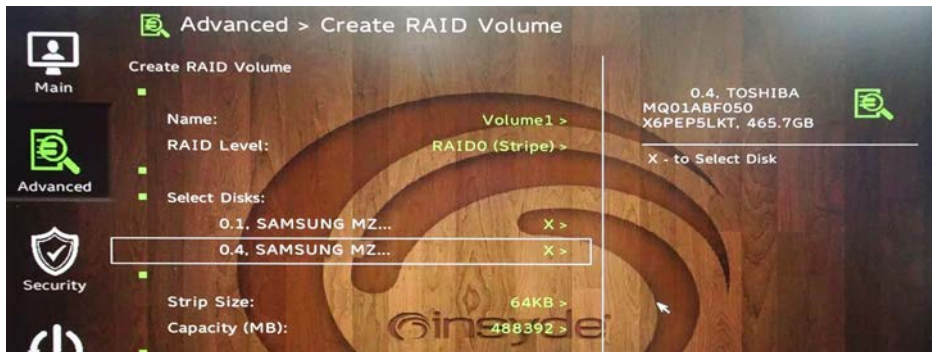 Advanced > Create RAID Volume
Main
Create RAID Volume
Name: Volume1 >
RAID Level: RAID0 (Stripe) >
Advanced
Select Disks:
0.1, SAMSUNG MZ... X >
0.4, SAMSUNG MZ... X >
Security
Strip Size: 64KB >
Capacity (MB): 488392 >
insyde
0.4, TOSHIBA
MQ01ABF050
X6PEP5LKT, 465.7GB
X - to Select Disk